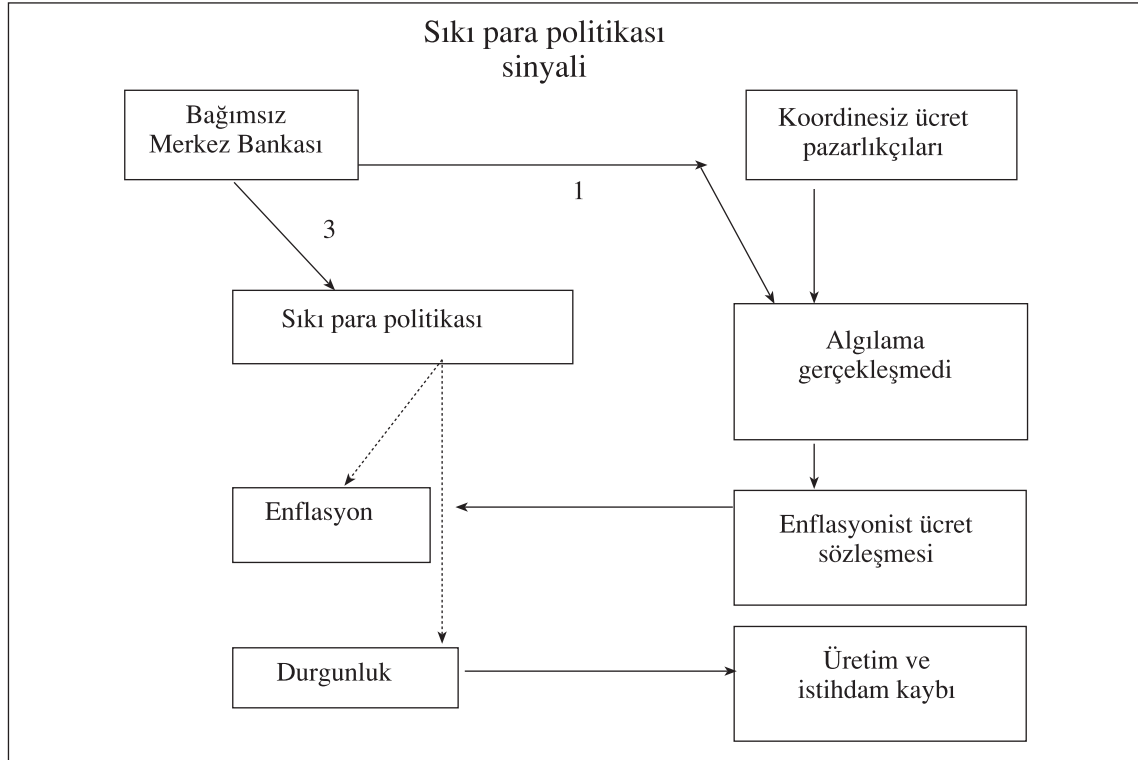 Sıkı para politikası
sinyali
Bağımsız
Merkez Bankası
Koordinesiz ücret
pazarlıkçıları
1
3
Sıkı para politikası
Algılama
gerçekleşmedi
Enflasyon
Enflasyonist ücret
sözleşmesi
Durgunluk
Üretim ve
istihdam kaybı